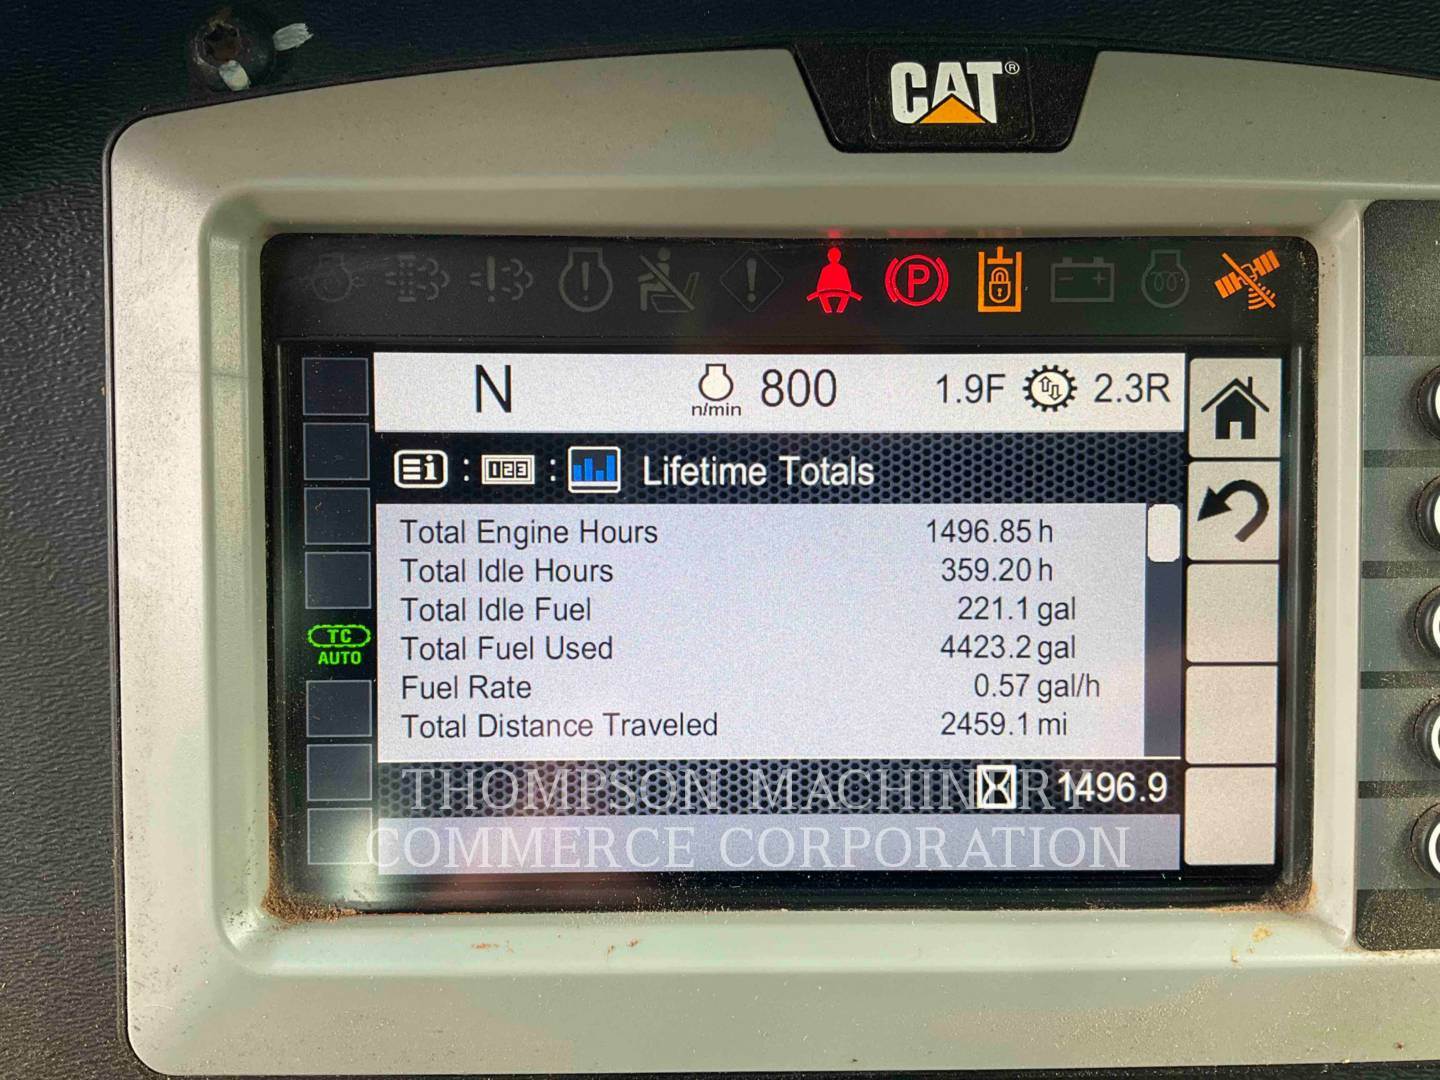 CAT®
P
N n/min 800 1.9F 2.3R
i : 123 : Lifetime Totals
Total Engine Hours 1496.85 h
Total Idle Hours 359.20 h
Total Idle Fuel 221.1 gal
TC
AUTO
Total Fuel Used 4423.2 gal
Fuel Rate 0.57 gal/h
Total Distance Traveled 2459.1 mi
1496.9
THOMPSON MACHINERY
COMMERCE CORPORATION